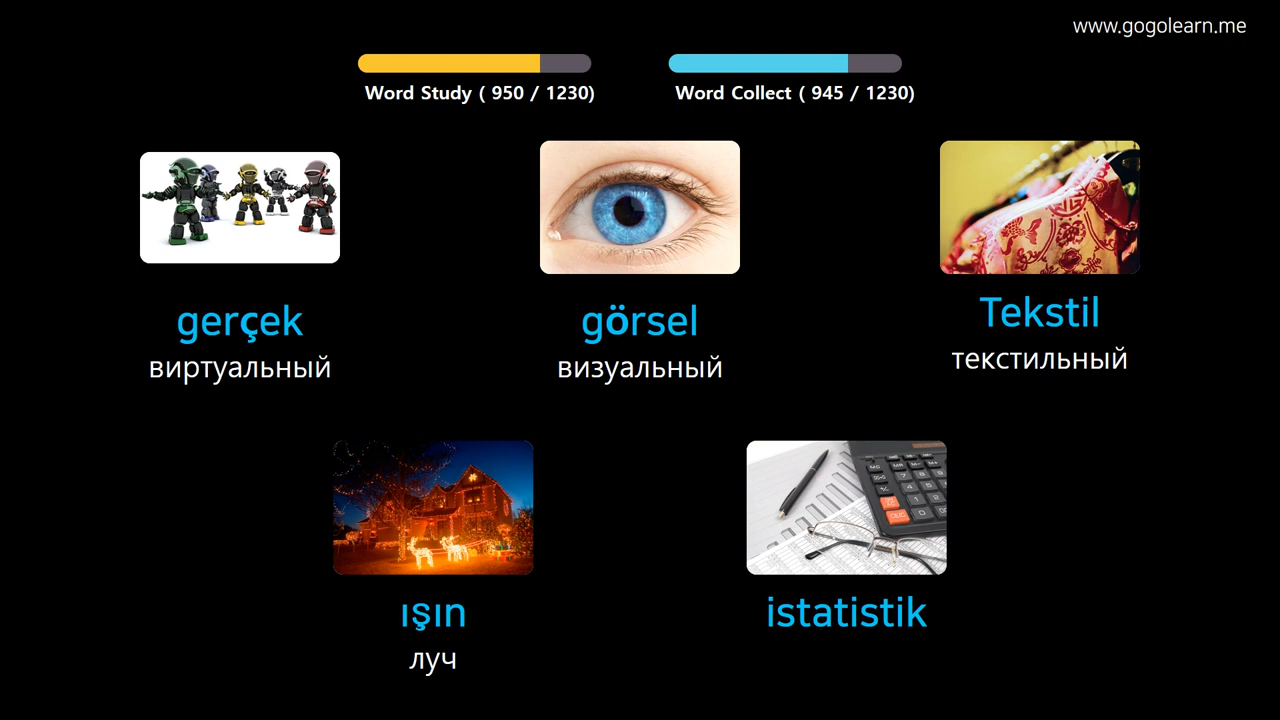 www.gogolearn.me
Word Study ( 950 / 1230)
Word Collect ( 945 / 1230)
gerçek
виртуальный
görsel
визуальный
Tekstil
текстильный
ışın
луч
istatistik